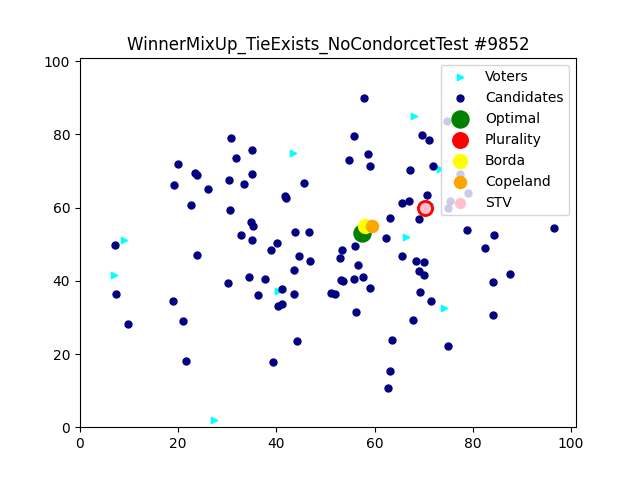 WinnerMixUp_TieExists_NoCondorcetTest #9852
100
80
60
40
20
0
0 20 40 60 80 100
Voters
Candidates
Optimal
Plurality
Borda
Copeland
STV